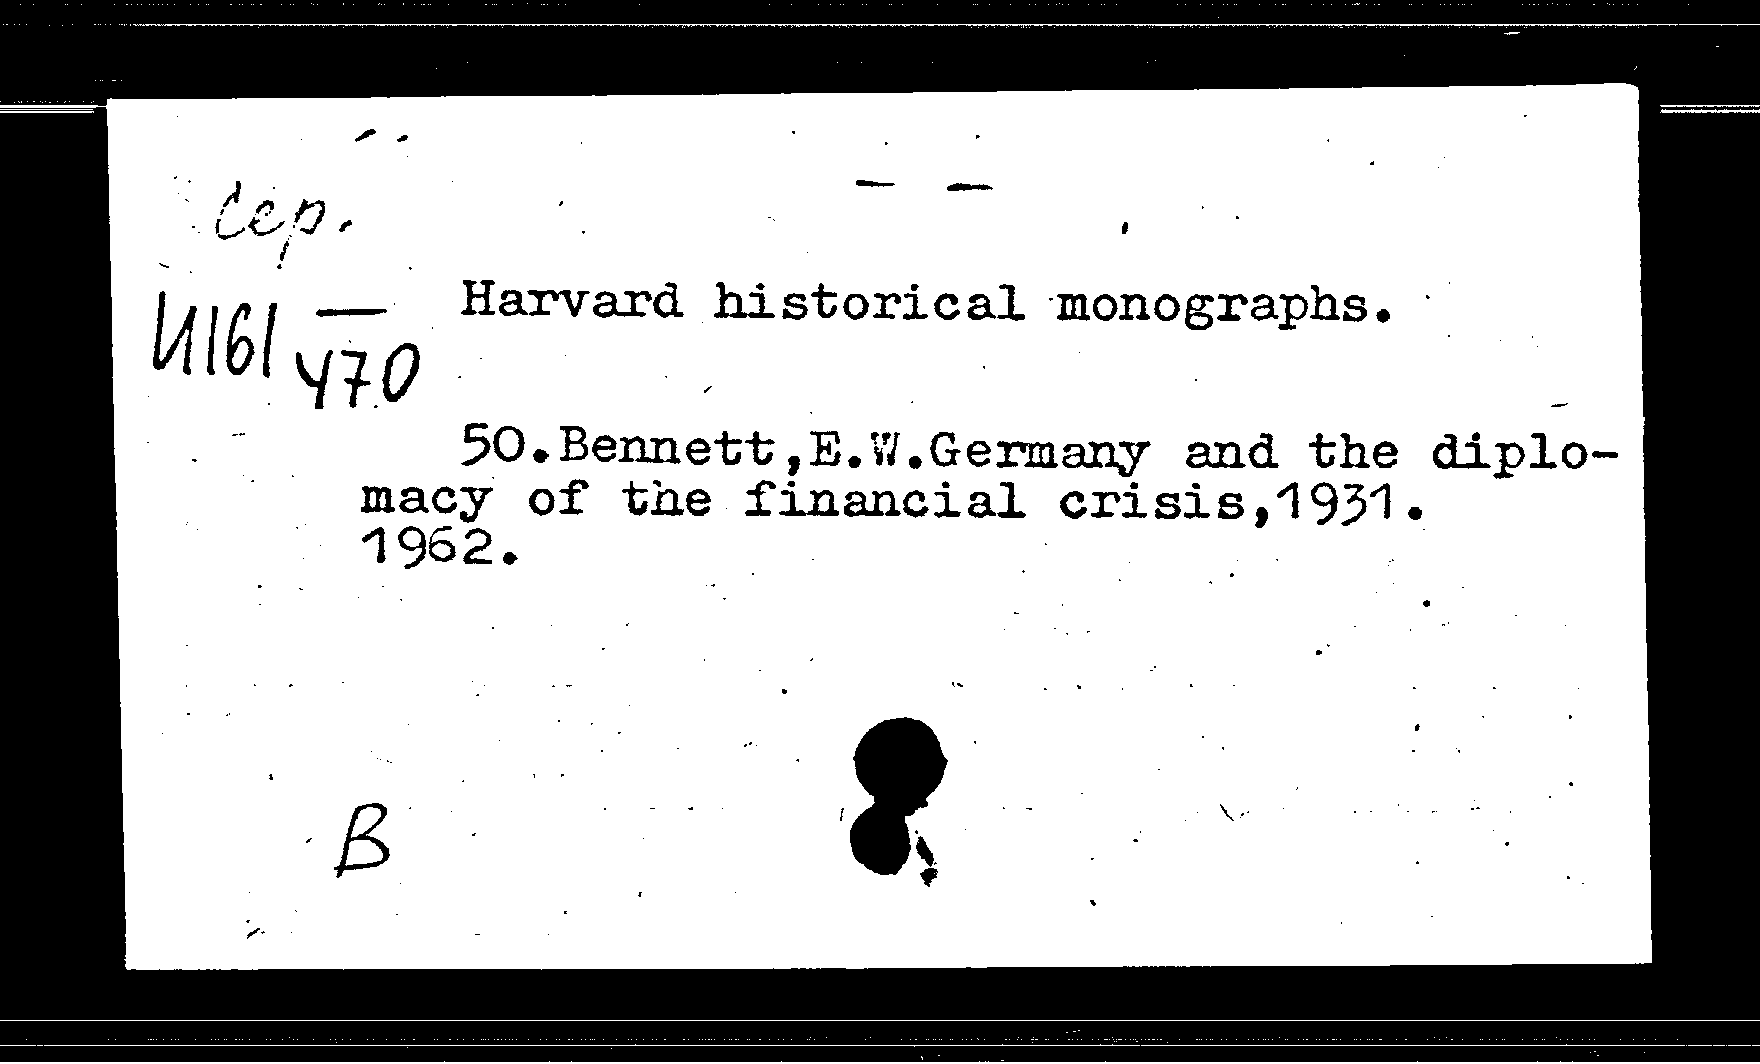 сер.
И161 — Harvard historical monographs.
470
50.Bennett,E.W.Germany and the diplo-
macy of the financial crisis,1931.
1962.
В